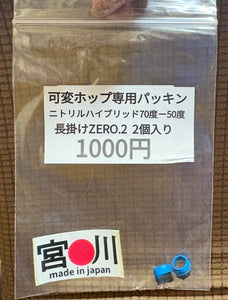 可変ホップ専用パッキン
ニトリルハイブリッド70度ー50度
長掛けZERO.2 2個入り
1000円
宮川
made in japan